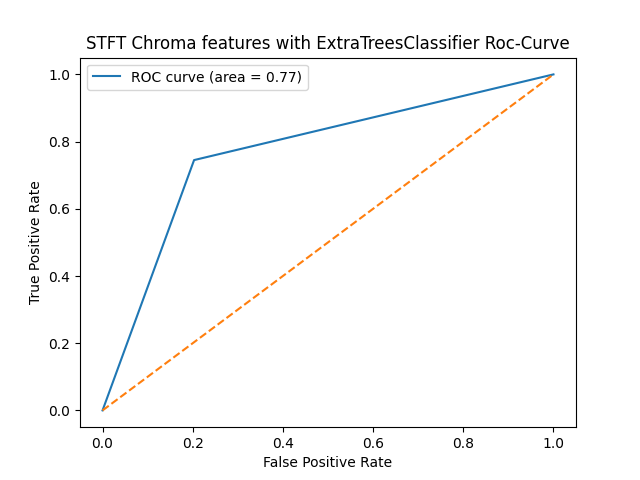 STFT Chroma features with ExtraTreesClassifier Roc-Curve
ROC curve (area = 0.77)
1.0
0.8
0.6
0.4
0.2
0.0
True Positive Rate
0.0 0.2 0.4 0.6 0.8 1.0
False Positive Rate